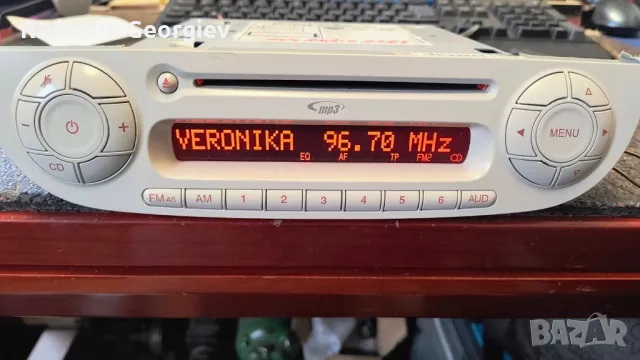 Georgiev
mp3
VERONIKA 96.70 MHz
EQ AF TP FM2
- + CD MENU
FM AS AM 1 2 3 4 5 6 AUD
bazar